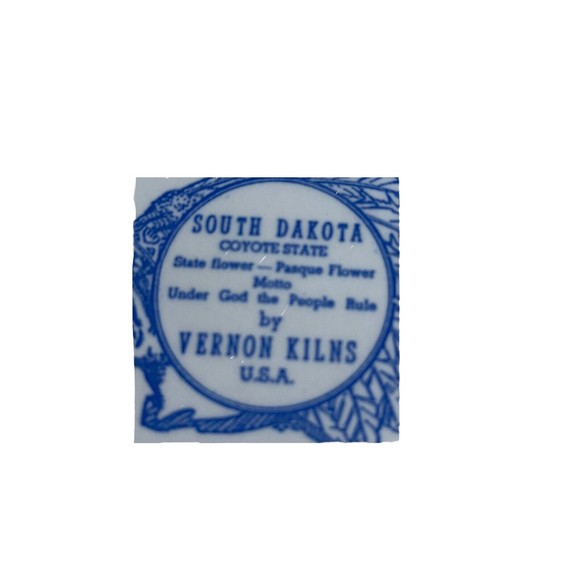 SOUTH DAKOTA
COYOTE STATE
State flower — Pasque Flower
Motto
Under God the People Rule
by
VERNON KILNS
U.S.A.